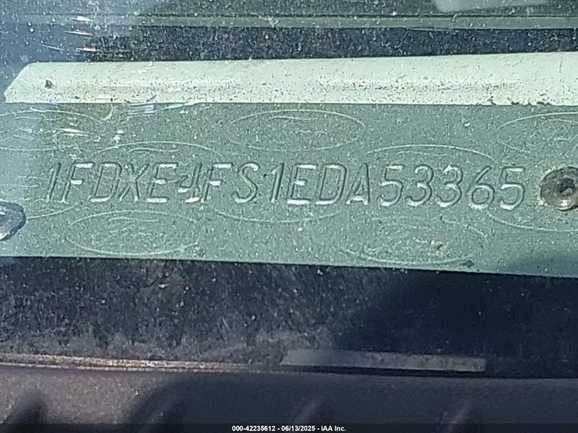 1FDXE4FS1EDA53365
000-42235612 - 06/13/2025 - IAA Inc.